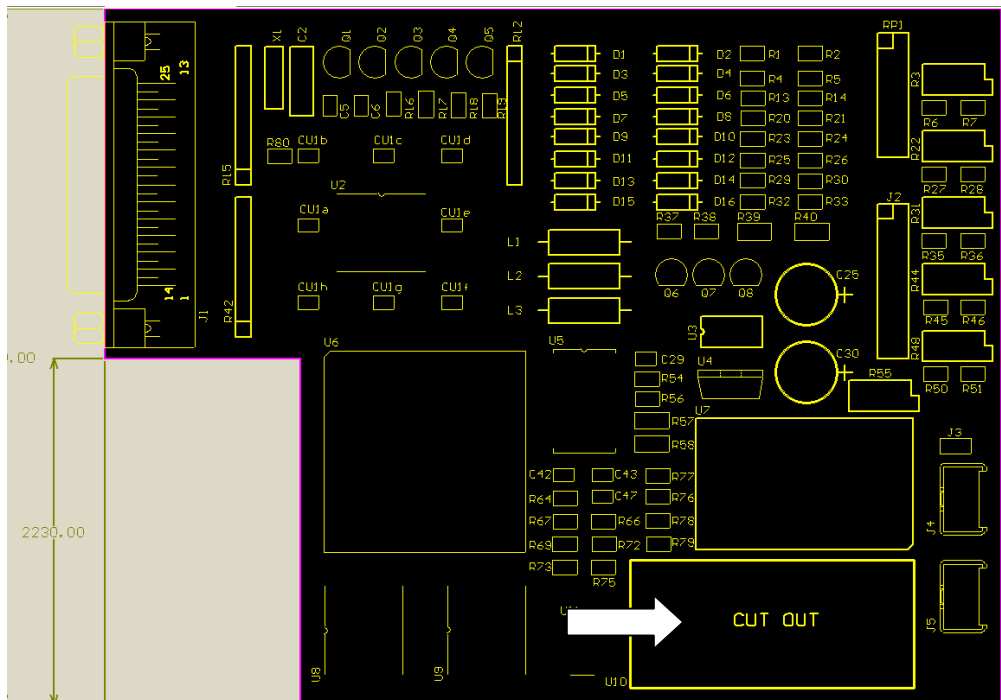 X1 C2 Q1 Q2 Q3 Q4 Q5 R12 D1 D2 R1 R2 RP1
D3 D4 R4 R5 R3
25 13
C5 C6 R16 R17 R18 R19 D5 D6 R13 R14 R6 R7
D7 D8 R20 R21
R80 CU1b CU1c CU1d D9 D10 R23 R24 R22
R15 D11 D12 R25 R26
U2 D13 D14 R29 R30 R27 R28
D15 D16 R32 R33 J2
CU1a CU1e R37 R38 R39 R40 R31
L1 R35 R36
L2 C25 R44
14 1 CU1h CU1g CU1f Q6 Q7 Q8
J1 R42 L3 R45 R46
U6 U5 U3 R48
.00 C29 U4 C30
R54 R55 R50 R51
R56
R57 U7
R58 J3
C42 C43 R77
R64 C47 R76
2230.00 R67 R66 R78 J4
R69 R72 R79
R73 R75
CUT OUT J5
U8 U9 U10